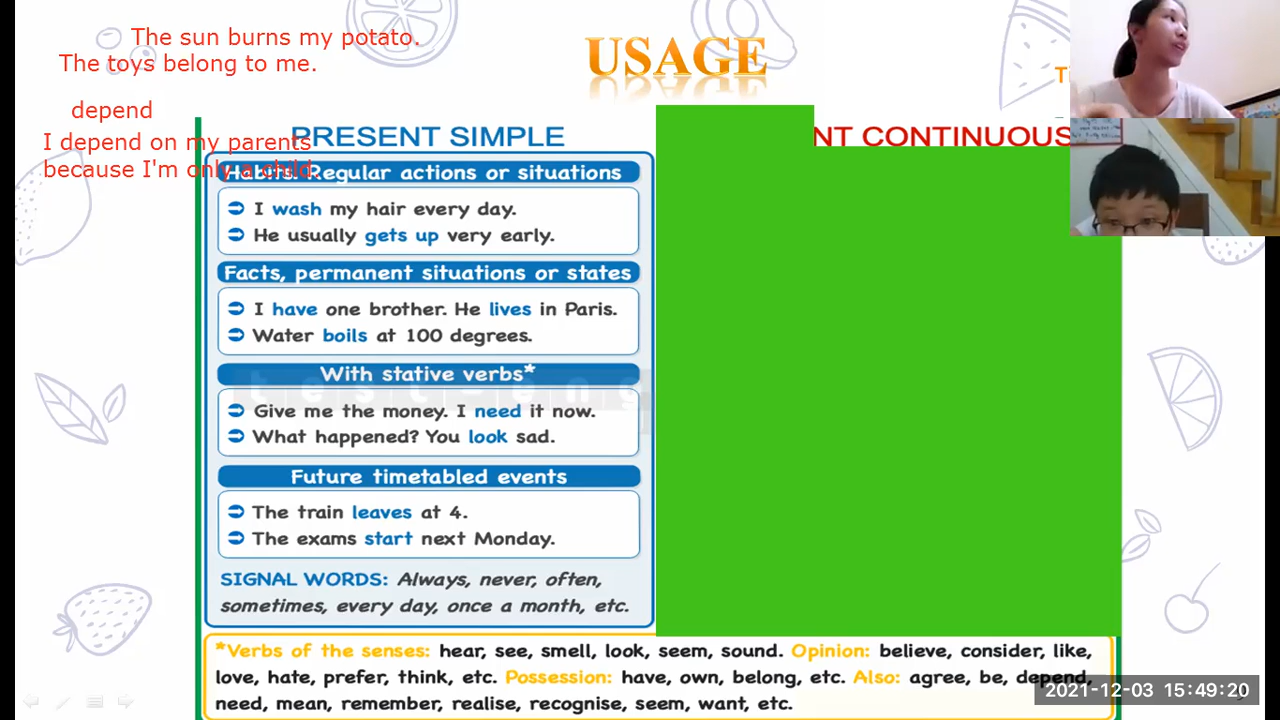 The sun burns my potato.
The toys belong to me.
USAGE
depend
I depend on my parents
because I'm only a child.
PRESENT SIMPLE
NT CONTINUOUS
Habits. Regular actions or situations
I wash my hair every day.
He usually gets up very early.
Facts, permanent situations or states
I have one brother. He lives in Paris.
Water boils at 100 degrees.
With stative verbs*
Give me the money. I need it now.
What happened? You look sad.
Future timetabled events
The train leaves at 4.
The exams start next Monday.
SIGNAL WORDS: Always, never, often,
sometimes, every day, once a month, etc.
*Verbs of the senses: hear, see, smell, look, seem, sound. Opinion: believe, consider, like,
love, hate, prefer, think, etc. Possession: have, own, belong, etc. Also: agree, be, depend,
need, mean, remember, realise, recognise, seem, want, etc.
2021-12-03 15:49:20